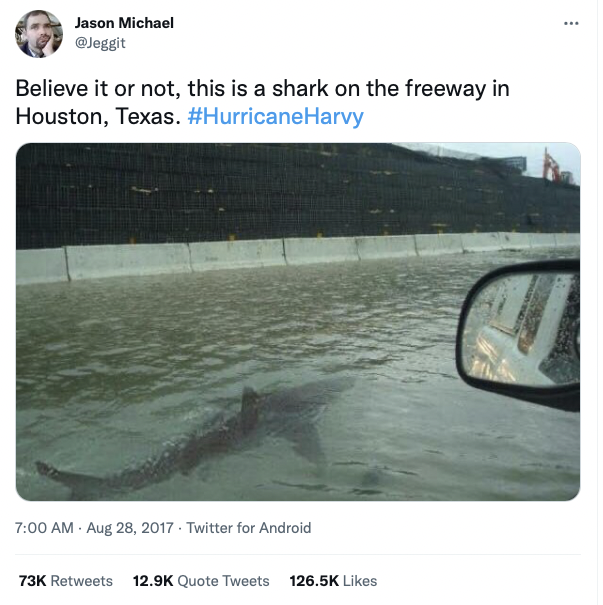 Jason Michael
@Jeggit
Believe it or not, this is a shark on the freeway in
Houston, Texas. #HurricaneHarvy
7:00 AM · Aug 28, 2017 · Twitter for Android
73K Retweets 12.9K Quote Tweets 126.5K Likes